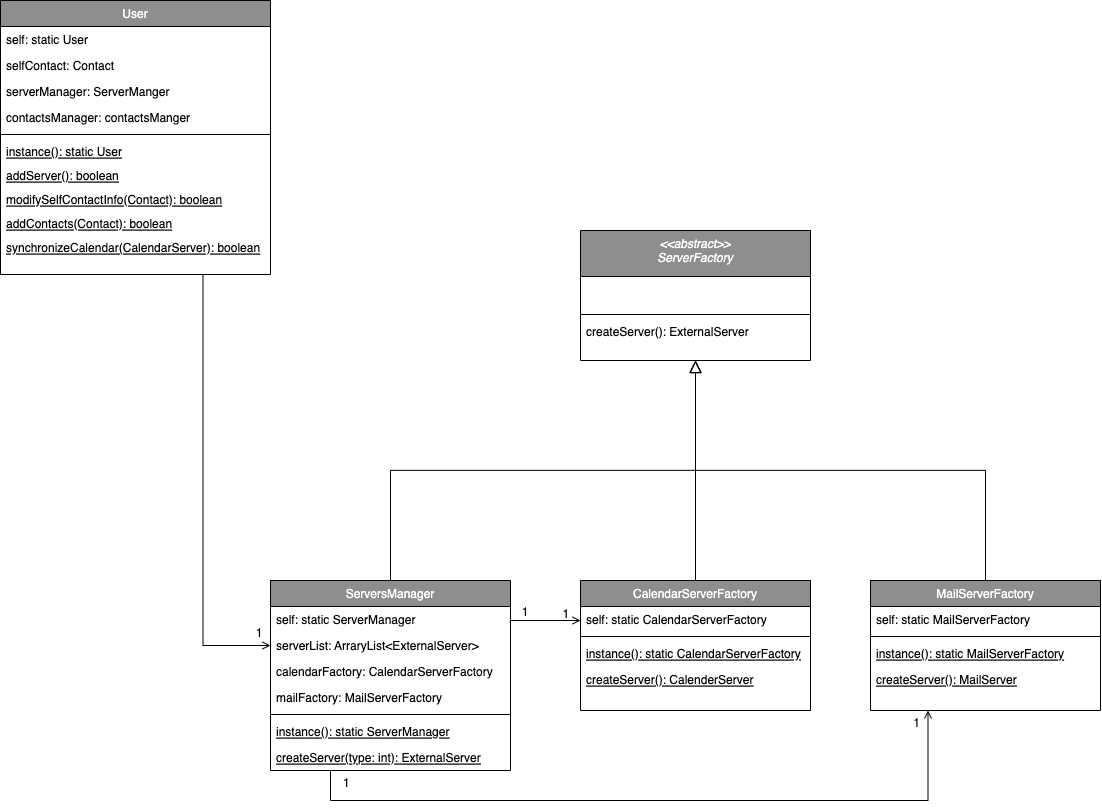 User
self: static User
selfContact: Contact
serverManager: ServerManger
contactsManager: contactsManger
instance(): static User
addServer(): boolean
modifySelfContactInfo(Contact): boolean
addContacts(Contact): boolean
synchronizeCalendar(CalendarServer): boolean
<<abstract>>
ServerFactory
createServer(): ExternalServer
1
ServersManager
self: static ServerManager
serverList: ArraryList<ExternalServer>
calendarFactory: CalendarServerFactory
mailFactory: MailServerFactory
instance(): static ServerManager
createServer(type: int): ExternalServer
1
1
CalendarServerFactory
self: static CalendarServerFactory
instance(): static CalendarServerFactory
createServer(): CalenderServer
MailServerFactory
self: static MailServerFactory
instance(): static MailServerFactory
createServer(): MailServer
1
1